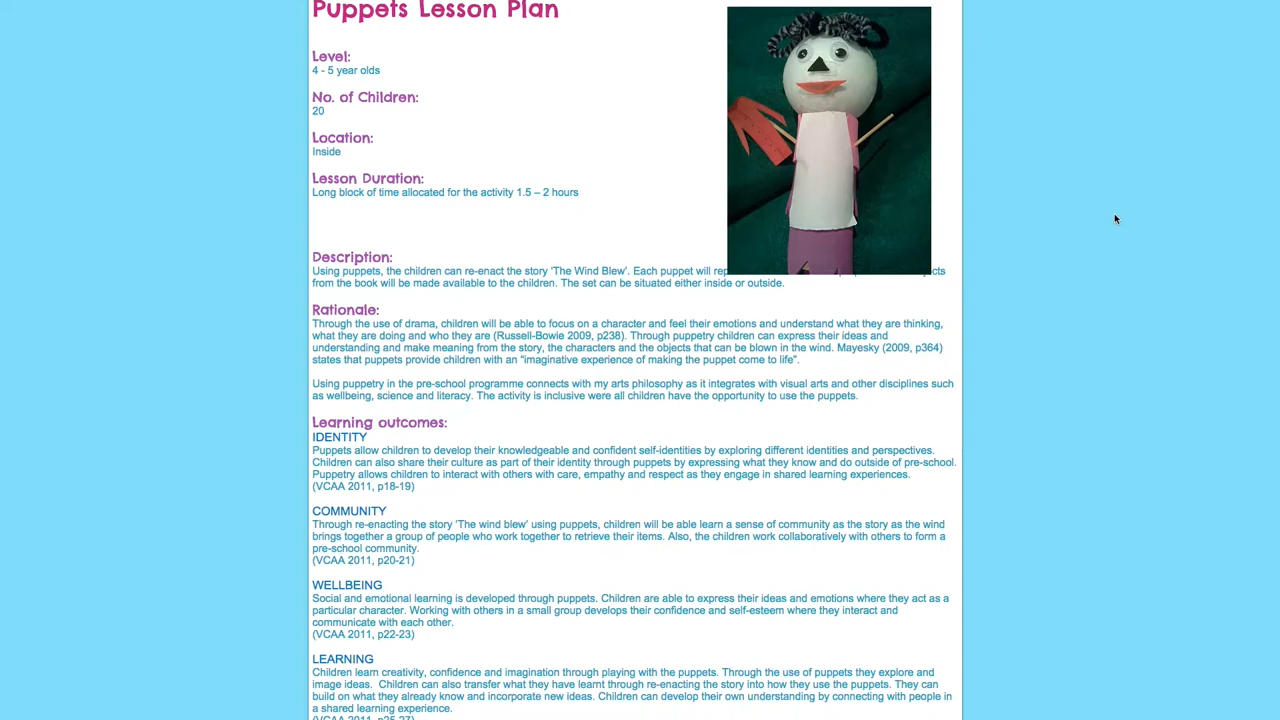 Puppets Lesson Plan
Level:
4 - 5 year olds
No. of Children:
20
Location:
Inside
Lesson Duration:
Long block of time allocated for the activity 1.5 – 2 hours
Description:
Using puppets, the children can re-enact the story 'The Wind Blew'. Each puppet will
from the book will be made available to the children. The set can be situated either inside or outside.
Rationale:
Through the use of drama, children will be able to focus on a character and feel their emotions and understand what they are thinking,
what they are doing and who they are (Russell-Bowie 2009, p238). Through puppetry children can express their ideas and
understanding and make meaning from the story, the characters and the objects that can be blown in the wind. Mayesky (2009, p364)
states that puppets provide children with an “imaginative experience of making the puppet come to life”.
Using puppetry in the pre-school programme connects with my arts philosophy as it integrates with visual arts and other disciplines such
as wellbeing, science and literacy. The activity is inclusive were all children have the opportunity to use the puppets.
Learning outcomes:
IDENTITY
Puppets allow children to develop their knowledgeable and confident self-identities by exploring different identities and perspectives.
Children can also share their culture as part of their identity through puppets by expressing what they know and do outside of pre-school.
Puppetry allows children to interact with others with care, empathy and respect as they engage in shared learning experiences.
(VCAA 2011, p18-19)
COMMUNITY
Through re-enacting the story 'The wind blew' using puppets, children will be able learn a sense of community as the story as the wind
brings together a group of people who work together to retrieve their items. Also, the children work collaboratively with others to form a
pre-school community.
(VCAA 2011, p20-21)
WELLBEING
Social and emotional learning is developed through puppets. Children are able to express their ideas and emotions where they act as a
particular character. Working with others in a small group develops their confidence and self-esteem where they interact and
communicate with each other.
(VCAA 2011, p22-23)
LEARNING
Children learn creativity, confidence and imagination through playing with the puppets. Through the use of puppets they explore and
image ideas.  Children can also transfer what they have learnt through re-enacting the story into how they use the puppets. They can
build on what they already know and incorporate new ideas. Children can develop their own understanding by connecting with people in
a shared learning experience.
(VCAA 2011, p25-27)